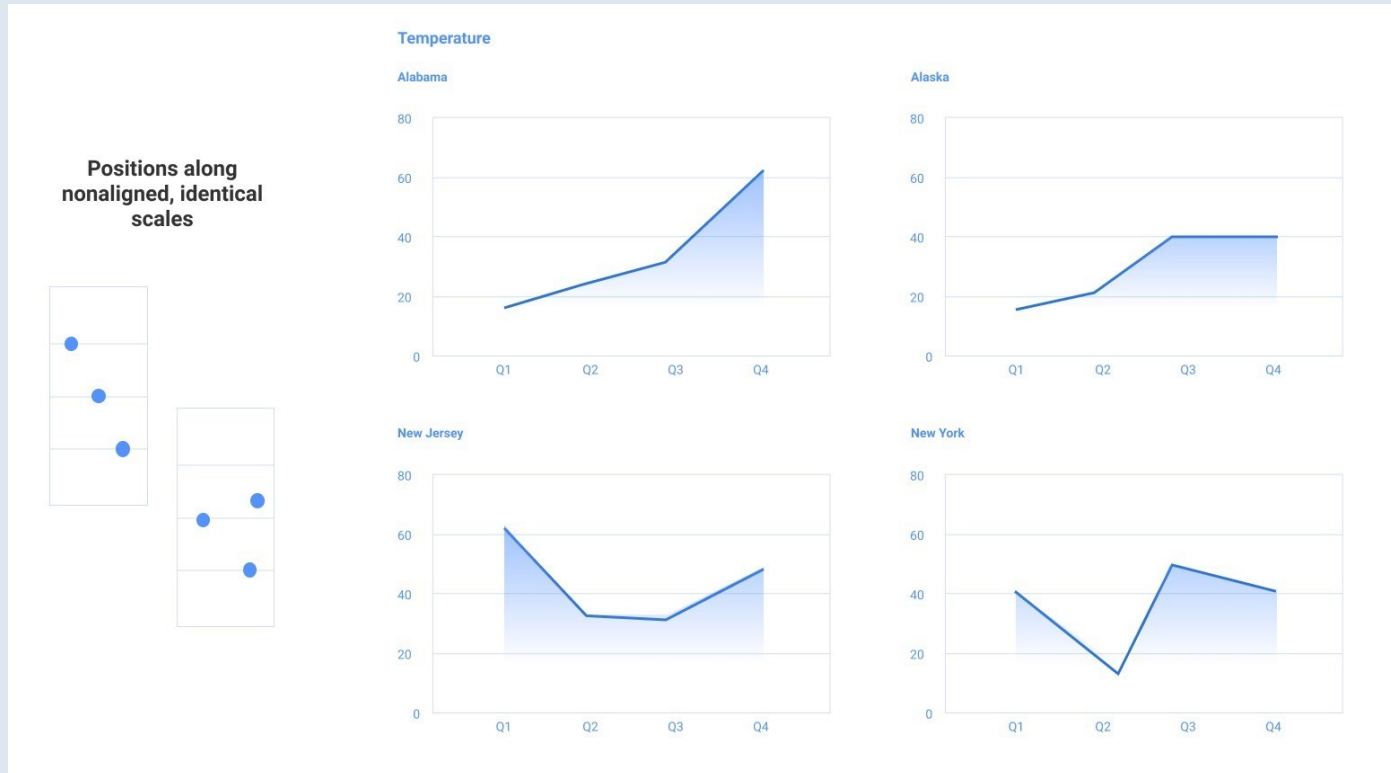 Positions along
nonaligned, identical
scales
Temperature
Alabama
80
60
40
20
0
Q1 Q2 Q3 Q4
Alaska
80
60
40
20
0
Q1 Q2 Q3 Q4
New Jersey
80
60
40
20
0
Q1 Q2 Q3 Q4
New York
80
60
40
20
0
Q1 Q2 Q3 Q4